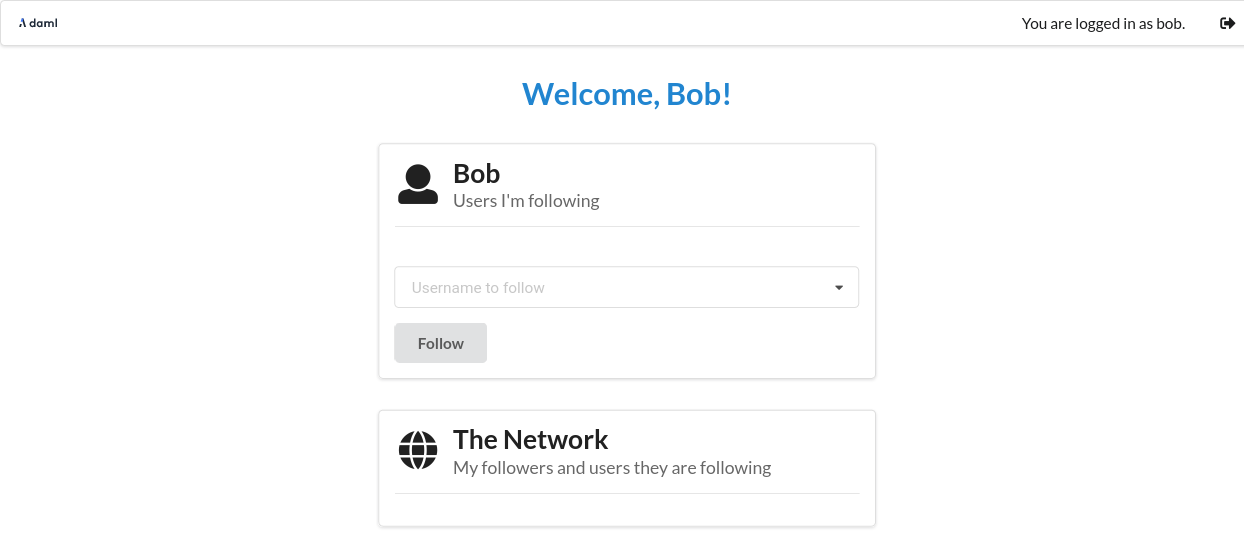 daml
You are logged in as bob.
Welcome, Bob!
Bob
Users I'm following
Username to follow
Follow
The Network
My followers and users they are following